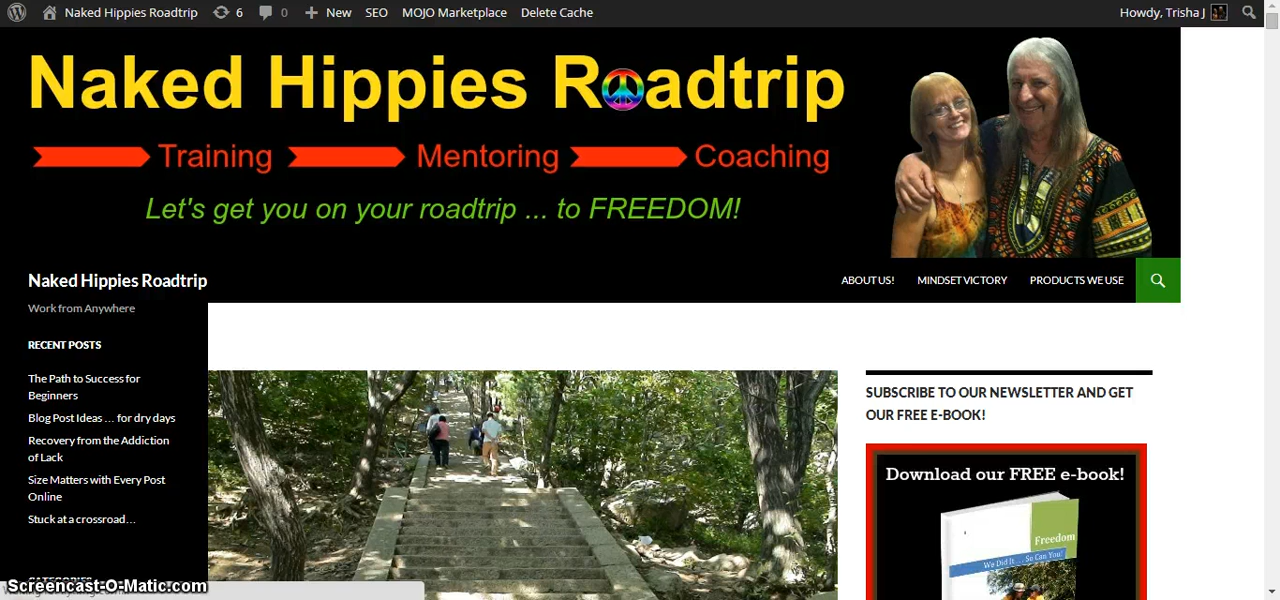 Naked Hippies Roadtrip 6 0 New SEO MOJO Marketplace Delete Cache Howdy, Trisha J
Naked Hippies Roadtrip
Training Mentoring Coaching
Let's get you on your roadtrip ... to FREEDOM!
Naked Hippies Roadtrip
ABOUT US! MINDSET VICTORY PRODUCTS WE USE
Work from Anywhere
RECENT POSTS
The Path to Success for
Beginners
Blog Post Ideas … for dry days
Recovery from the Addiction
of Lack
Size Matters with Every Post
Online
Stuck at a crossroad…
SUBSCRIBE TO OUR NEWSLETTER AND GET
OUR FREE E-BOOK!
Download our FREE e-book!
Freedom
We Did It ... So Can You!
Screencast-O-Matic.com